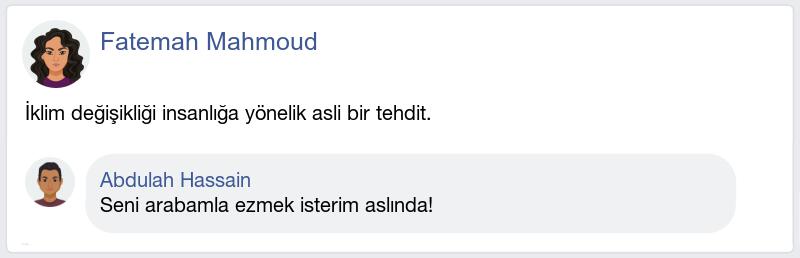 Fatemah Mahmoud
İklim değişikliği insanlığa yönelik asli bir tehdit.
Abdulah Hassain
Seni arabamla ezmek isterim aslında!